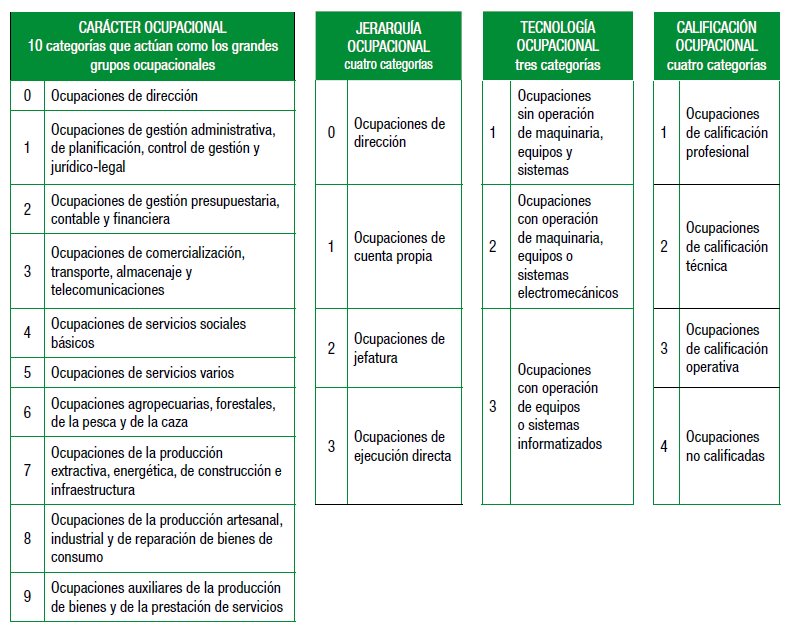 CARÁCTER OCUPACIONAL
10 categorías que actúan como los grandes
grupos ocupacionales
0 Ocupaciones de dirección
1 Ocupaciones de gestión administrativa,
de planificación, control de gestión y
jurídico-legal
2 Ocupaciones de gestión presupuestaria,
contable y financiera
3 Ocupaciones de comercialización,
transporte, almacenaje y
telecomunicaciones
4 Ocupaciones de servicios sociales
básicos
5 Ocupaciones de servicios varios
6 Ocupaciones agropecuarias, forestales,
de la pesca y de la caza
7 Ocupaciones de la producción
extractiva, energética, de construcción e
infraestructura
8 Ocupaciones de la producción artesanal,
industrial y de reparación de bienes de
consumo
9 Ocupaciones auxiliares de la producción
de bienes y de la prestación de servicios
JERARQUÍA
OCUPACIONAL
cuatro categorías
0 Ocupaciones de
dirección
1 Ocupaciones de
cuenta propia
2 Ocupaciones de
jefatura
3 Ocupaciones de
ejecución directa
TECNOLOGÍA
OCUPACIONAL
tres categorías
1 Ocupaciones
sin operación
de maquinaria,
equipos y
sistemas
2 Ocupaciones
con operación
de maquinaria,
equipos o
sistemas
electromecánicos
3 Ocupaciones
con operación
de equipos
o sistemas
informatizados
CALIFICACIÓN
OCUPACIONAL
cuatro categorías
1 Ocupaciones
de calificación
profesional
2 Ocupaciones
de calificación
técnica
3 Ocupaciones
de calificación
operativa
4 Ocupaciones
no calificadas